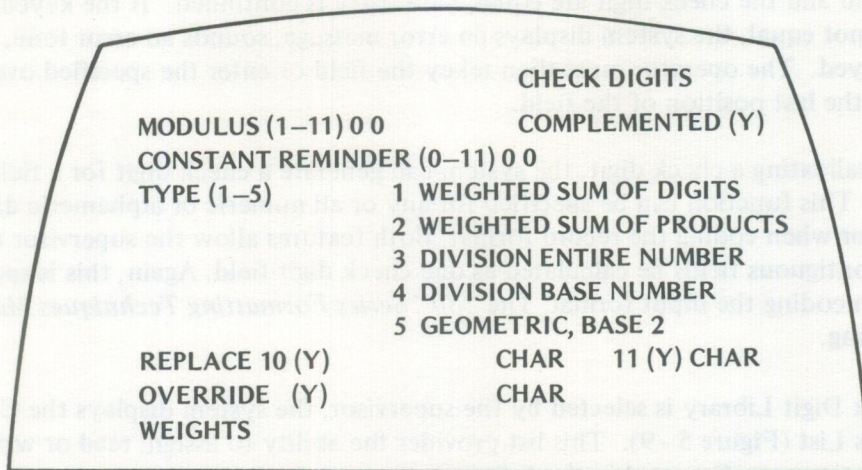 CHECK DIGITS
MODULUS (1–11) 0 0 COMPLEMENTED (Y)
CONSTANT REMINDER (0–11) 0 0
TYPE (1–5) 1 WEIGHTED SUM OF DIGITS
2 WEIGHTED SUM OF PRODUCTS
3 DIVISION ENTIRE NUMBER
4 DIVISION BASE NUMBER
5 GEOMETRIC, BASE 2
REPLACE 10 (Y) CHAR 11 (Y) CHAR
OVERRIDE (Y) CHAR
WEIGHTS